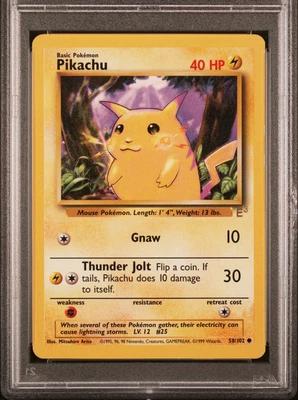 Basic Pokémon
Pikachu 40 HP
E3
Mouse Pokémon. Length: 1' 4", Weight: 13 lbs.
Gnaw 10
Thunder Jolt Flip a coin. If
tails, Pikachu does 10 damage
to itself. 30
weakness resistance retreat cost
When several of these Pokémon gather, their electricity can
cause lightning storms. LV. 12 #25
Illus. Mitsuhiro Arita ©1995, 96, 98 Nintendo, Creatures, GAMEFREAK. ©1999 Wizards. 58/102